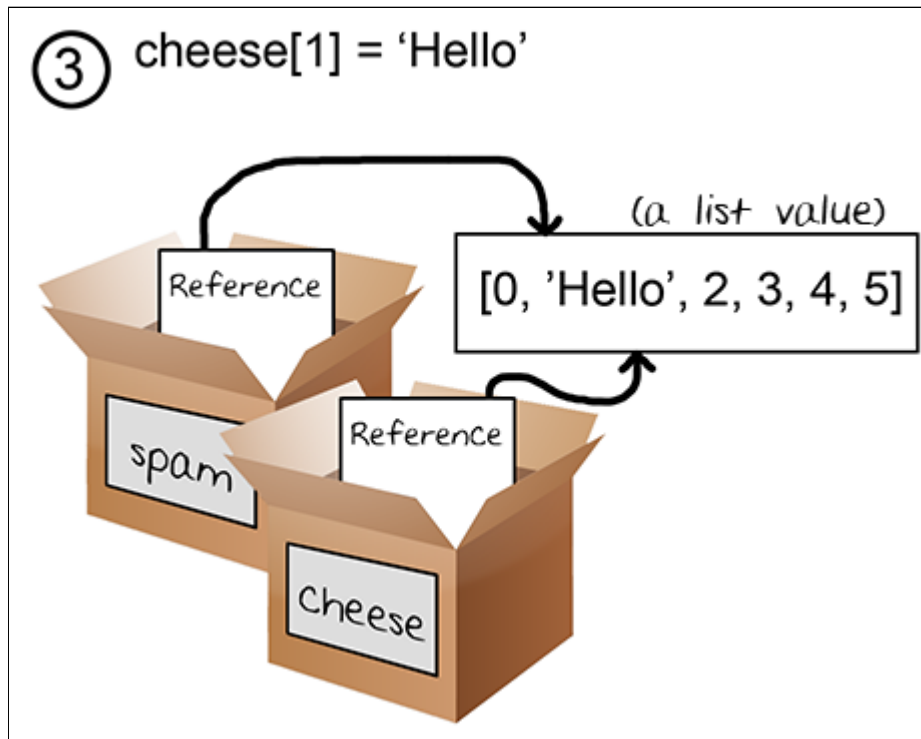 3 cheese[1] = ‘Hello’
(a list value)
[0, ‘Hello’, 2, 3, 4, 5]
Reference
spam
Reference
cheese